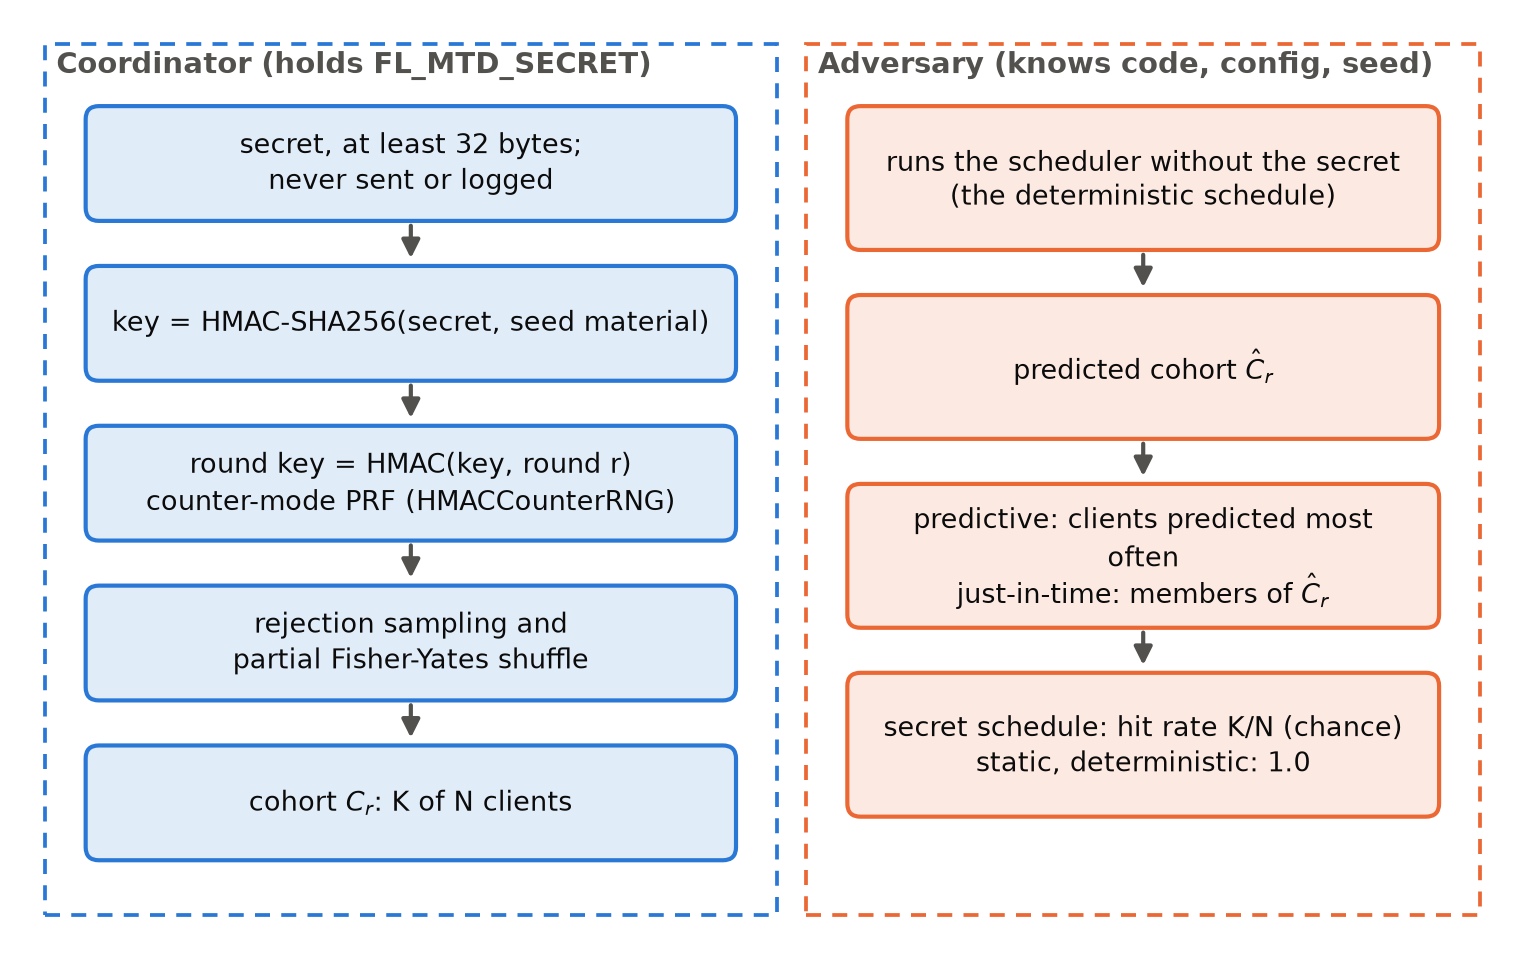 Coordinator (holds FL_MTD_SECRET)
secret, at least 32 bytes;
never sent or logged
key = HMAC-SHA256(secret, seed material)
round key = HMAC(key, round r)
counter-mode PRF (HMACCounterRNG)
rejection sampling and
partial Fisher-Yates shuffle
cohort Cᵣ: K of N clients
Adversary (knows code, config, seed)
runs the scheduler without the secret
(the deterministic schedule)
predicted cohort Ĉᵣ
predictive: clients predicted most
often
just-in-time: members of Ĉᵣ
secret schedule: hit rate K/N (chance)
static, deterministic: 1.0